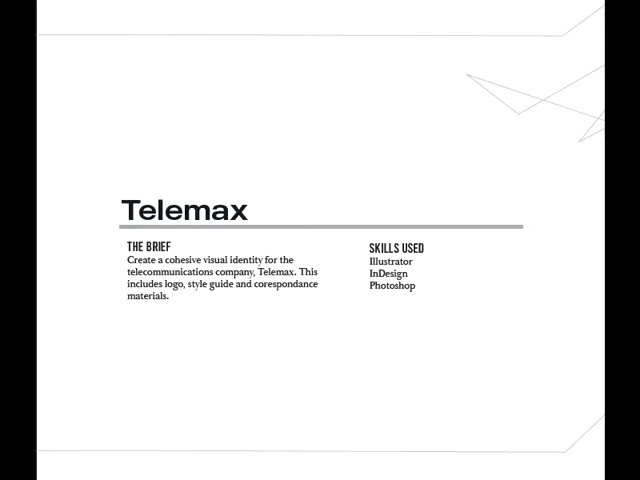 Telemax
THE BRIEF
Create a cohesive visual identity for the
telecommunications company, Telemax. This
includes logo, style guide and corespondance
materials.
SKILLS USED
Illustrator
InDesign
Photoshop